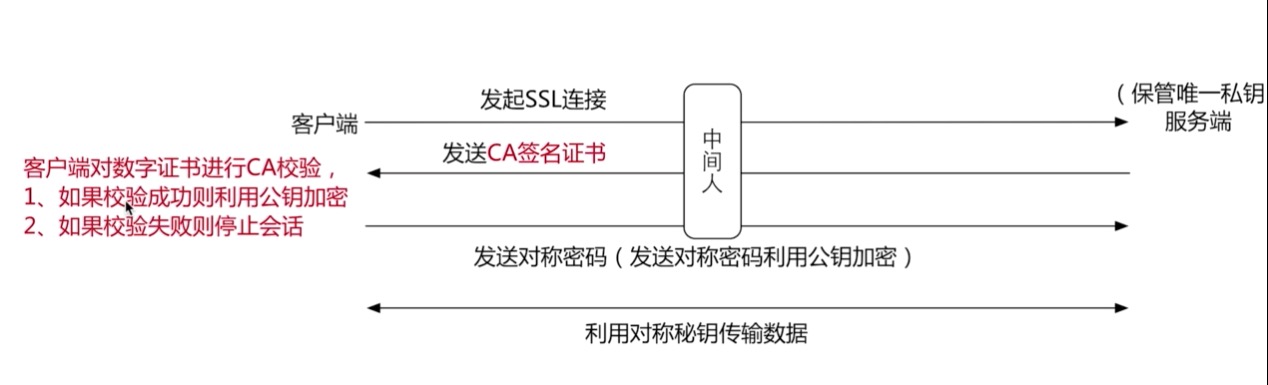 发起SSL连接
（保管唯一私钥
服务端
客户端
发送CA签名证书
中间人
客户端对数字证书进行CA校验，
1、如果校验成功则利用公钥加密
2、如果校验失败则停止会话
发送对称密码（发送对称密码利用公钥加密）
利用对称秘钥传输数据